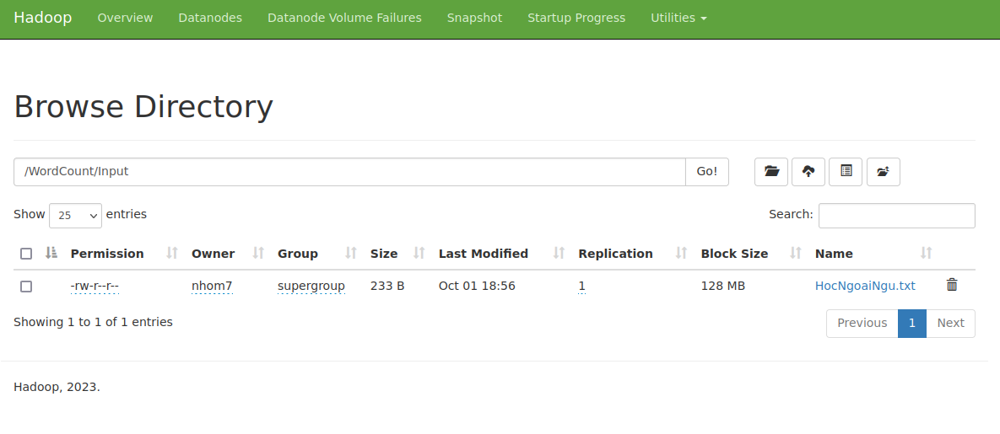 Hadoop Overview Datanodes Datanode Volume Failures Snapshot Startup Progress Utilities
Browse Directory
/WordCount/Input Go!
Show 25 entries Search:
Permission Owner Group Size Last Modified Replication Block Size Name
-rw-r--r-- nhom7 supergroup 233 B Oct 01 18:56 1 128 MB HocNgoaiNgu.txt
Showing 1 to 1 of 1 entries Previous 1 Next
Hadoop, 2023.